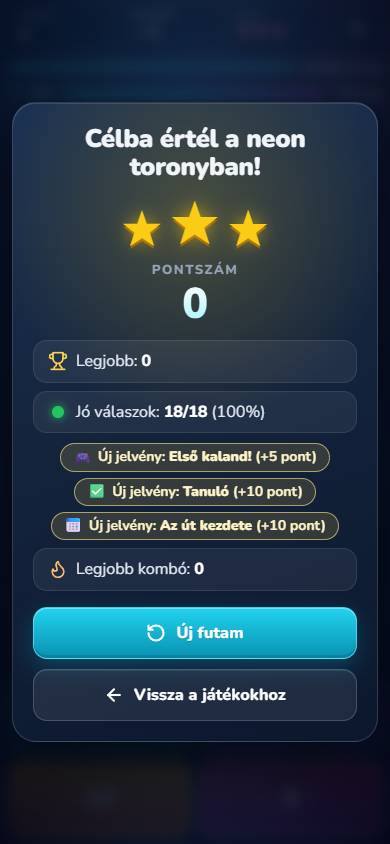 Célba értél a neon
toronyban!
PONTSZÁM
0
Legjobb: 0
Jó válaszok: 18/18 (100%)
Új jelvény: Első kaland! (+5 pont)
Új jelvény: Tanuló (+10 pont)
Új jelvény: Az út kezdete (+10 pont)
Legjobb kombó: 0
Új futam
Vissza a játékokhoz